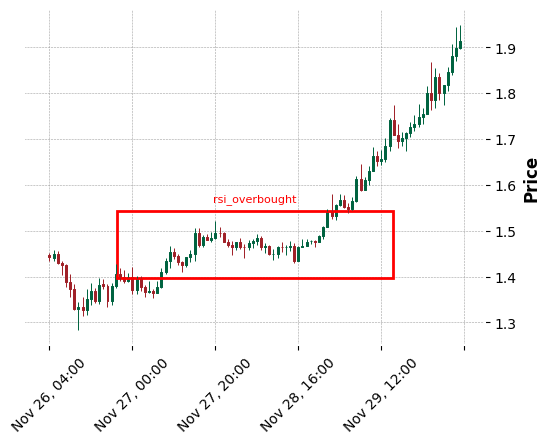 rsi_overbought
1.9
1.8
1.7
1.6
1.5
1.4
1.3
Price
Nov 26, 04:00
Nov 27, 00:00
Nov 27, 20:00
Nov 28, 16:00
Nov 29, 12:00